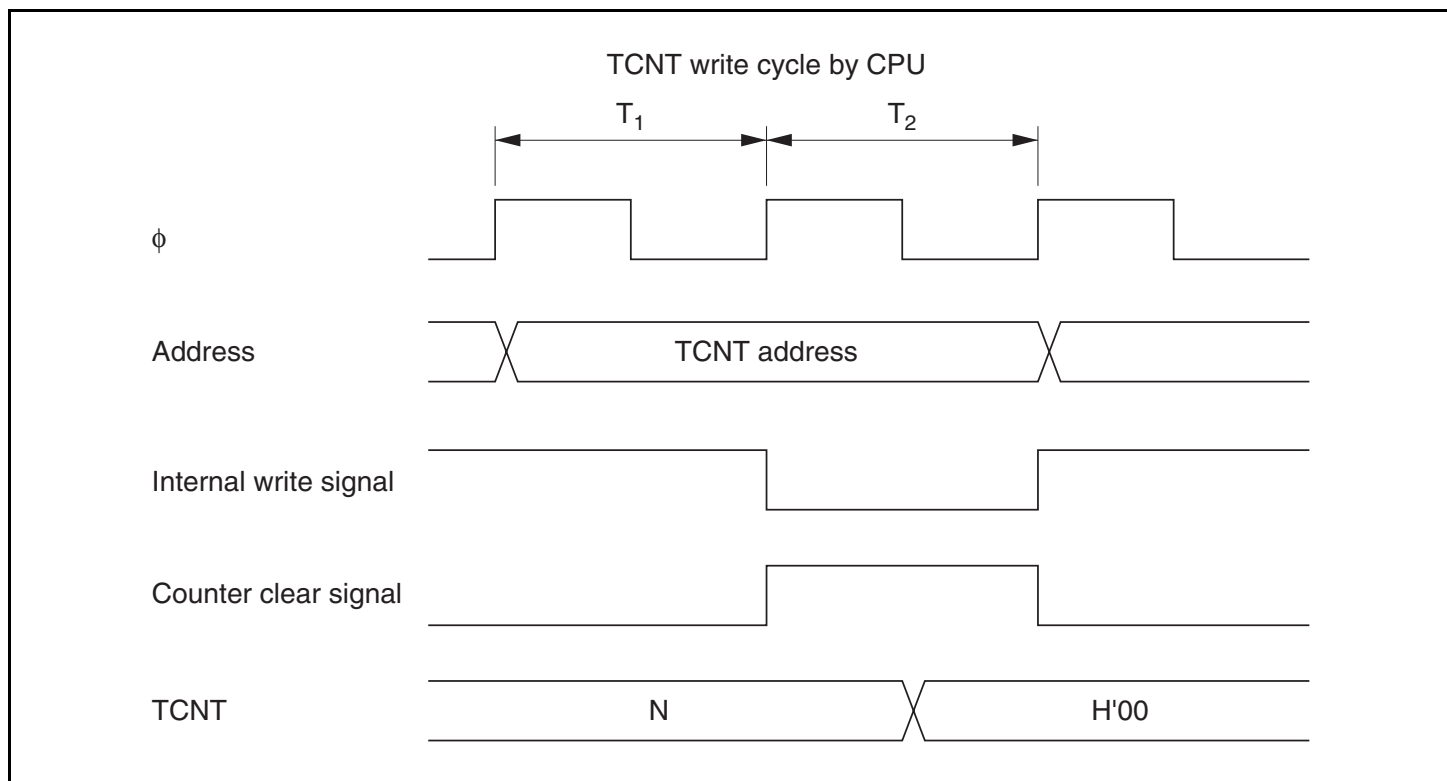 TCNT write cycle by CPU
T1 T2
ϕ
Address TCNT address
Internal write signal
Counter clear signal
TCNT N H'00